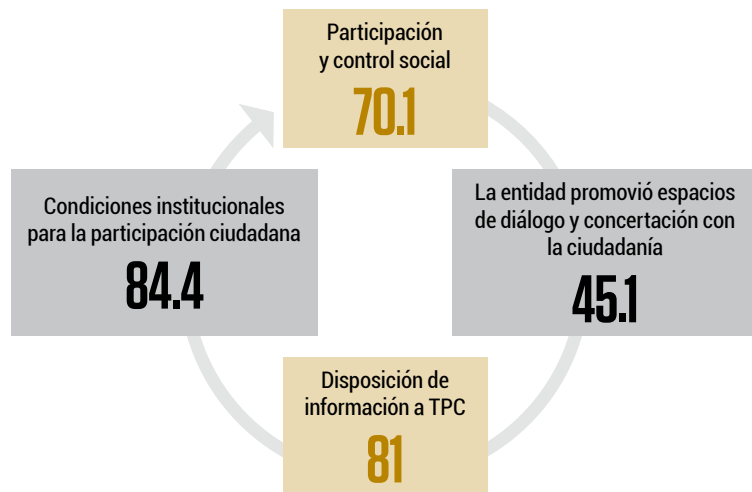 Participación
y control social
70.1
Condiciones institucionales
para la participación ciudadana
84.4
La entidad promovió espacios
de diálogo y concertación con
la ciudadanía
45.1
Disposición de
información a TPC
81